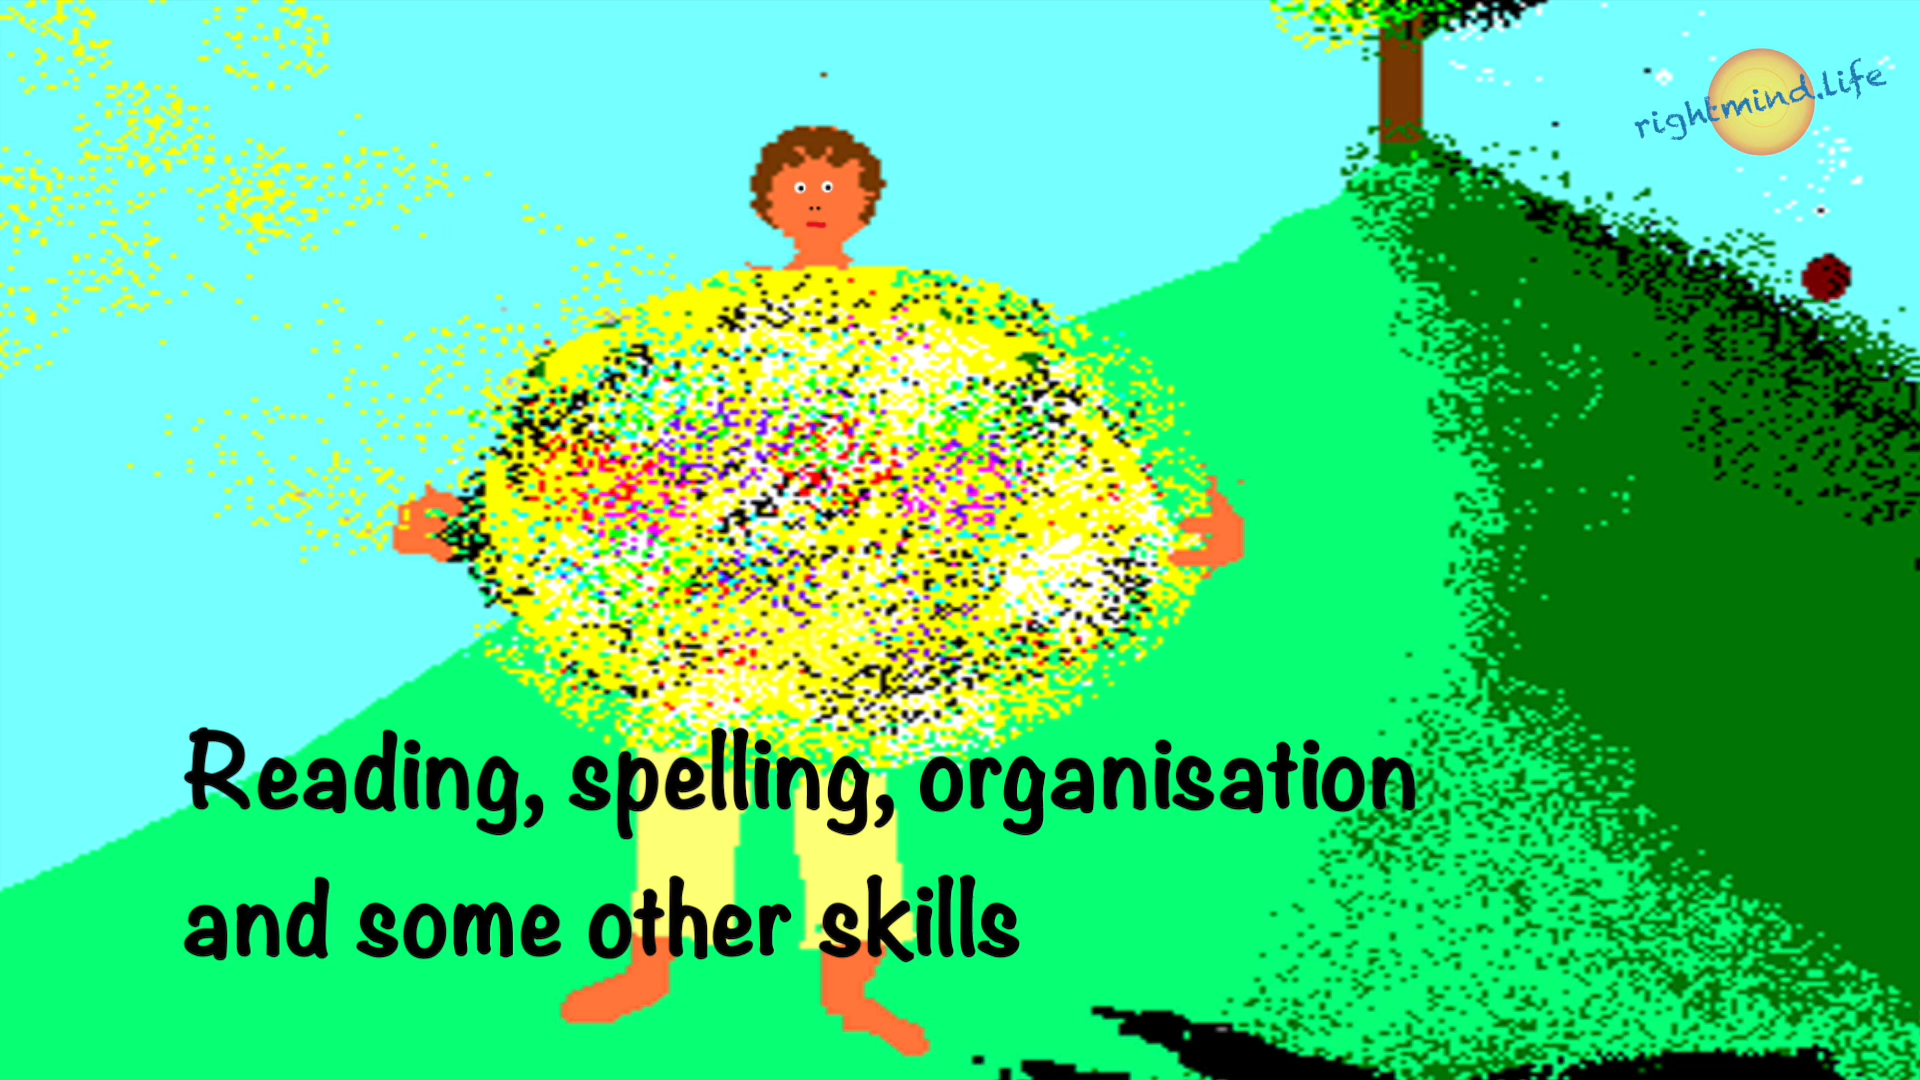 rightmind.life
Reading, spelling, organisation
and some other skills